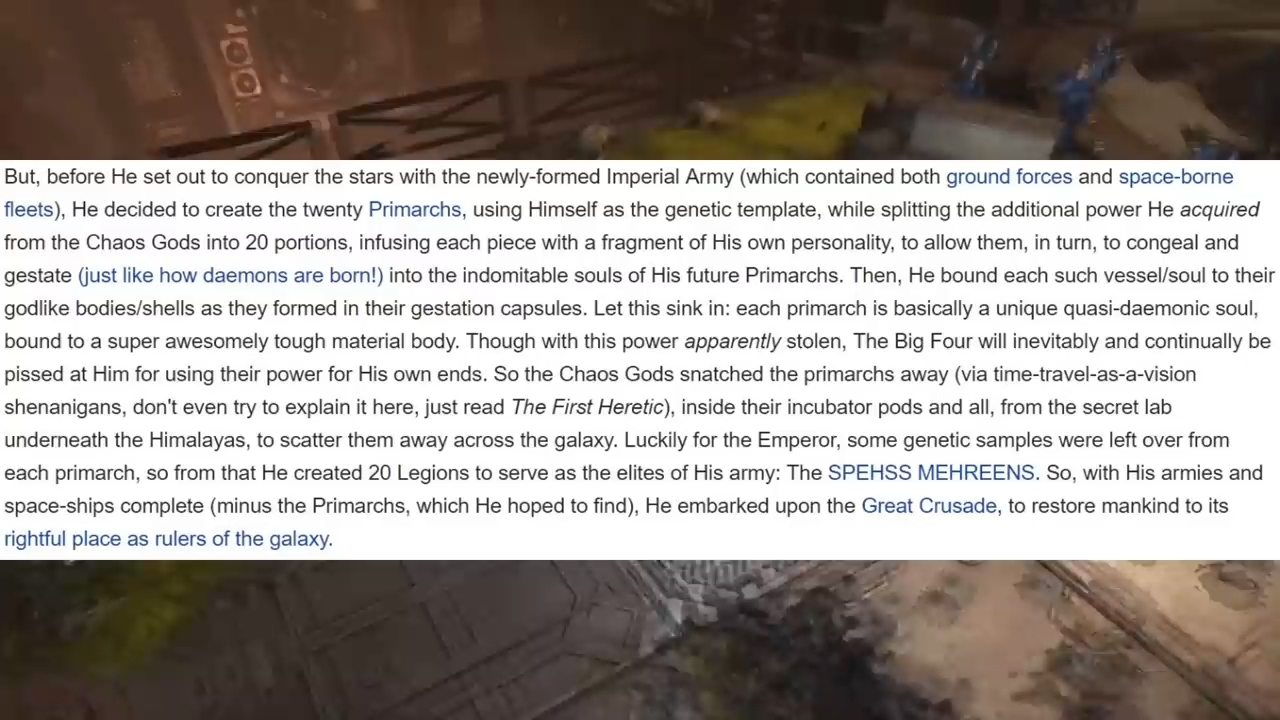 But, before He set out to conquer the stars with the newly-formed Imperial Army (which contained both ground forces and space-borne
fleets), He decided to create the twenty Primarchs, using Himself as the genetic template, while splitting the additional power He acquired
from the Chaos Gods into 20 portions, infusing each piece with a fragment of His own personality, to allow them, in turn, to congeal and
gestate (just like how daemons are born!) into the indomitable souls of His future Primarchs. Then, He bound each such vessel/soul to their
godlike bodies/shells as they formed in their gestation capsules. Let this sink in: each primarch is basically a unique quasi-daemonic soul,
bound to a super awesomely tough material body. Though with this power apparently stolen, The Big Four will inevitably and continually be
pissed at Him for using their power for His own ends. So the Chaos Gods snatched the primarchs away (via time-travel-as-a-vision
shenanigans, don't even try to explain it here, just read The First Heretic), inside their incubator pods and all, from the secret lab
underneath the Himalayas, to scatter them away across the galaxy. Luckily for the Emperor, some genetic samples were left over from
each primarch, so from that He created 20 Legions to serve as the elites of His army: The SPEHSS MEHREENS. So, with His armies and
space-ships complete (minus the Primarchs, which He hoped to find), He embarked upon the Great Crusade, to restore mankind to its
rightful place as rulers of the galaxy.